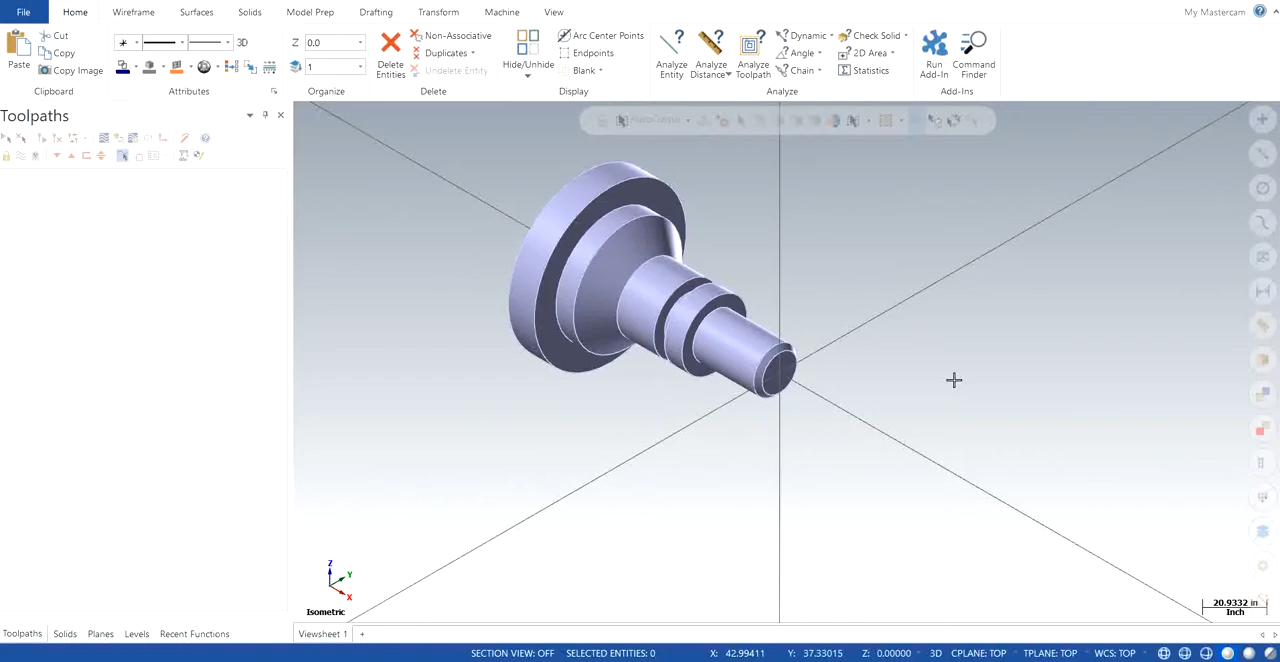 File Home Wireframe Surfaces Solids Model Prep Drafting Transform Machine View My Mastercam
Paste Cut Copy Copy Image
Clipboard
3D
Attributes
Z 0.0
1
Organize
Delete Entities Non-Associative Duplicates Undelete Entity
Delete
Hide/Unhide Arc Center Points Endpoints Blank
Display
Analyze Entity Analyze Distance Analyze Toolpath Dynamic Angle Chain Check Solid 2D Area Statistics
Analyze
Run Add-In Command Finder
Add-Ins
Toolpaths
AutoCursor
Z
Y
X
Isometric
20.9332 in
Inch
Toolpaths Solids Planes Levels Recent Functions Viewsheet 1 +
SECTION VIEW: OFF SELECTED ENTITIES: 0 X: 42.99411 Y: 37.33015 Z: 0.00000 3D CPLANE: TOP TPLANE: TOP WCS: TOP